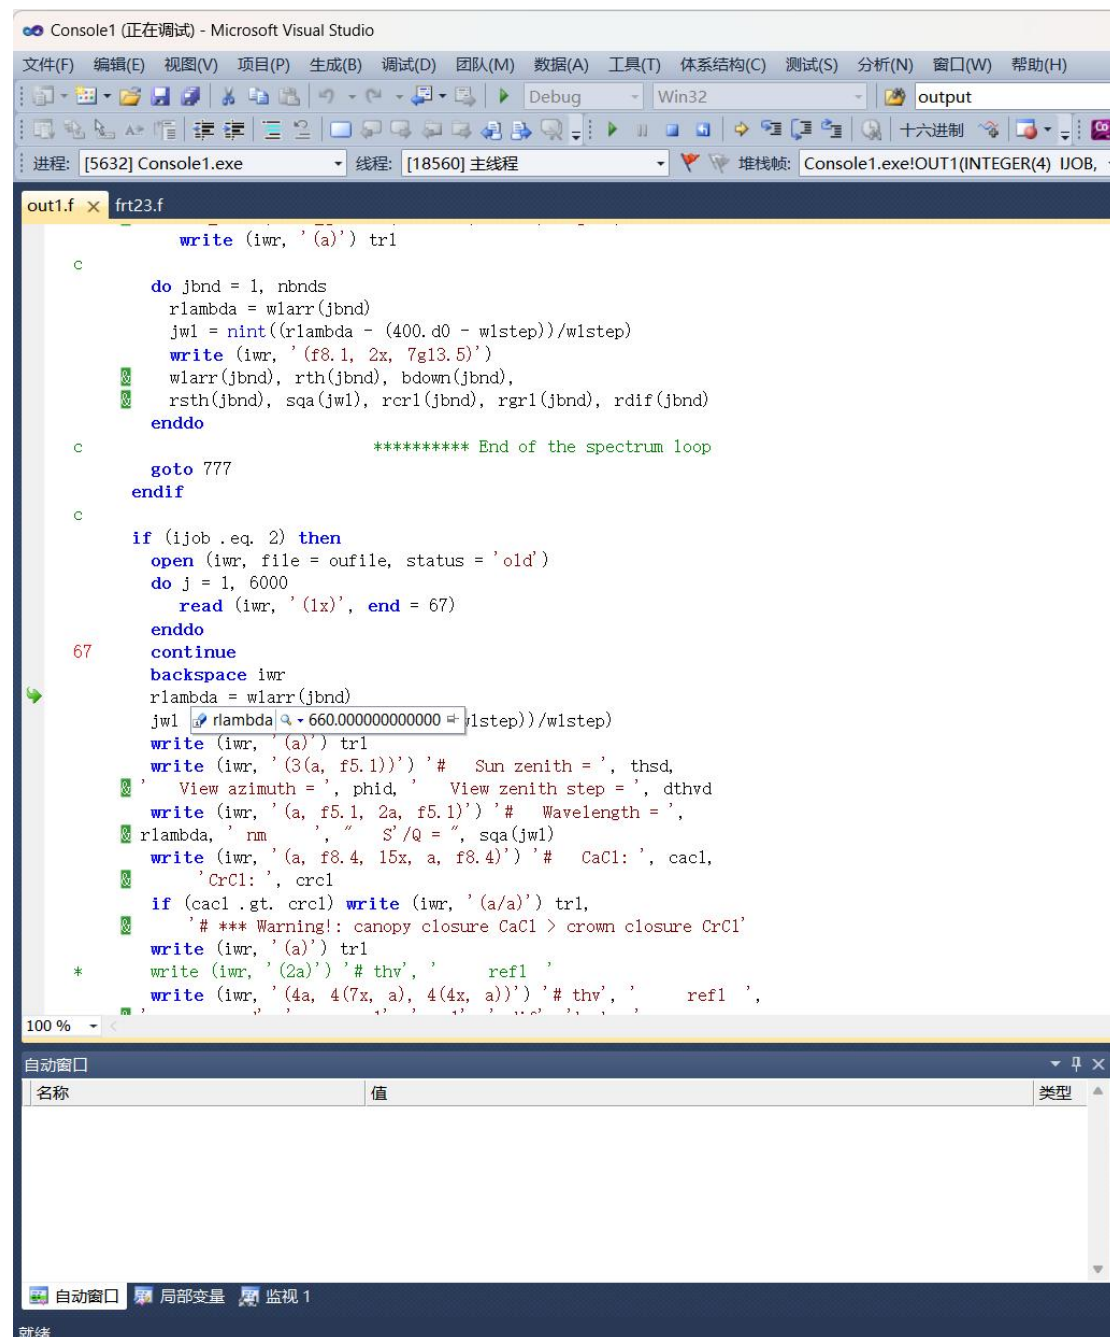 Console1 (正在调试) - Microsoft Visual Studio
文件(F) 编辑(E) 视图(V) 项目(P) 生成(B) 调试(D) 团队(M) 数据(A) 工具(T) 体系结构(C) 测试(S) 分析(N) 窗口(W) 帮助(H)
Debug Win32 output
十六进制
进程: [5632] Console1.exe 线程: [18560] 主线程 堆栈帧: Console1.exe!OUT1(INTEGER(4) IJOB,
out1.f frt23.f
write (iwr, '(a)') trl
c
do jbnd = 1, nbnds
rlambda = wlarr(jbnd)
jwl = nint((rlambda - (400.d0 - wlstep))/wlstep)
write (iwr, '(f8.1, 2x, 7g13.5)')
& wlarr(jbnd), rth(jbnd), bdown(jbnd),
& rsth(jbnd), sqa(jwl), rcrl(jbnd), rgrl(jbnd), rdif(jbnd)
enddo
c ********** End of the spectrum loop
goto 777
endif
c
if (ijob .eq. 2) then
open (iwr, file = oufile, status = 'old')
do j = 1, 6000
read (iwr, '(1x)', end = 67)
enddo
67 continue
backspace iwr
rlambda = wlarr(jbnd)
jwl rlambda 660.000000000000 wlstep))/wlstep)
write (iwr, '(a)') trl
write (iwr, '(3(a, f5.1))') '# Sun zenith = ', thsd,
& ' View azimuth = ', phid, ' View zenith step = ', dthvd
write (iwr, '(a, f5.1, 2a, f5.1)') '# Wavelength = ',
& rlambda, ' nm ', " S'/Q = ", sqa(jwl)
write (iwr, '(a, f8.4, 15x, a, f8.4)') '# CaCl: ', cacl,
& 'CrCl: ', crcl
if (cacl .gt. crcl) write (iwr, '(a/a)') trl,
& '# *** Warning!: canopy closure CaCl > crown closure CrCl'
write (iwr, '(a)') trl
* write (iwr, '(2a)') '# thv', ' ref1 '
write (iwr, '(4a, 4(7x, a), 4(4x, a))') '# thv', ' ref1 ',
100 %
自动窗口
名称 值 类型
自动窗口 局部变量 监视 1
就绪